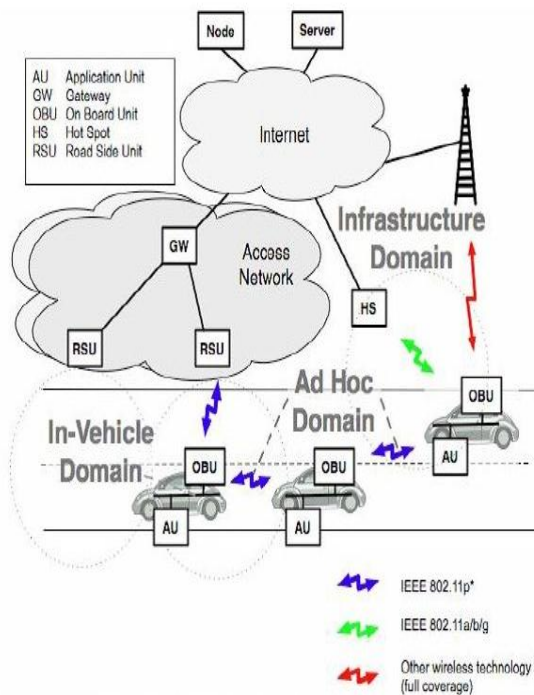 Node
Server
AU Application Unit
GW Gateway
OBU On Board Unit
HS Hot Spot
RSU Road Side Unit
Internet
Infrastructure
Domain
GW
Access
Network
HS
RSU
RSU
Ad Hoc
Domain
OBU
In-Vehicle
Domain
OBU
OBU
AU
AU
AU
IEEE 802.11p*
IEEE 802.11a/b/g
Other wireless technology
(full coverage)